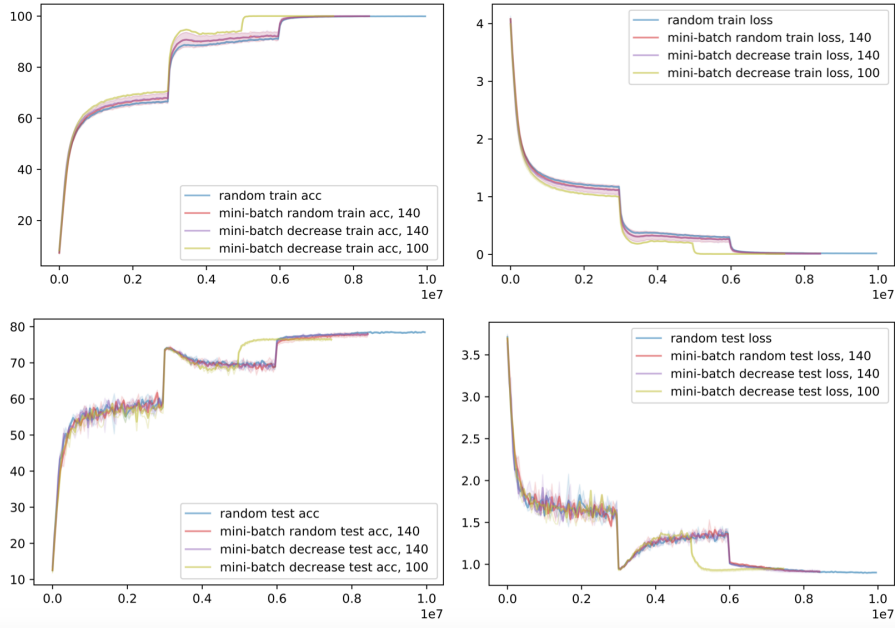 100
80
60
40
20
random train acc
mini-batch random train acc, 140
mini-batch decrease train acc, 140
mini-batch decrease train acc, 100
0.0 0.2 0.4 0.6 0.8 1.0
1e7
4
3
2
1
0
random train loss
mini-batch random train loss, 140
mini-batch decrease train loss, 140
mini-batch decrease train loss, 100
0.0 0.2 0.4 0.6 0.8 1.0
1e7
80
70
60
50
40
30
20
10
random test acc
mini-batch random test acc, 140
mini-batch decrease test acc, 140
mini-batch decrease test acc, 100
0.0 0.2 0.4 0.6 0.8 1.0
1e7
3.5
3.0
2.5
2.0
1.5
1.0
random test loss
mini-batch random test loss, 140
mini-batch decrease test loss, 140
mini-batch decrease test loss, 100
0.0 0.2 0.4 0.6 0.8 1.0
1e7